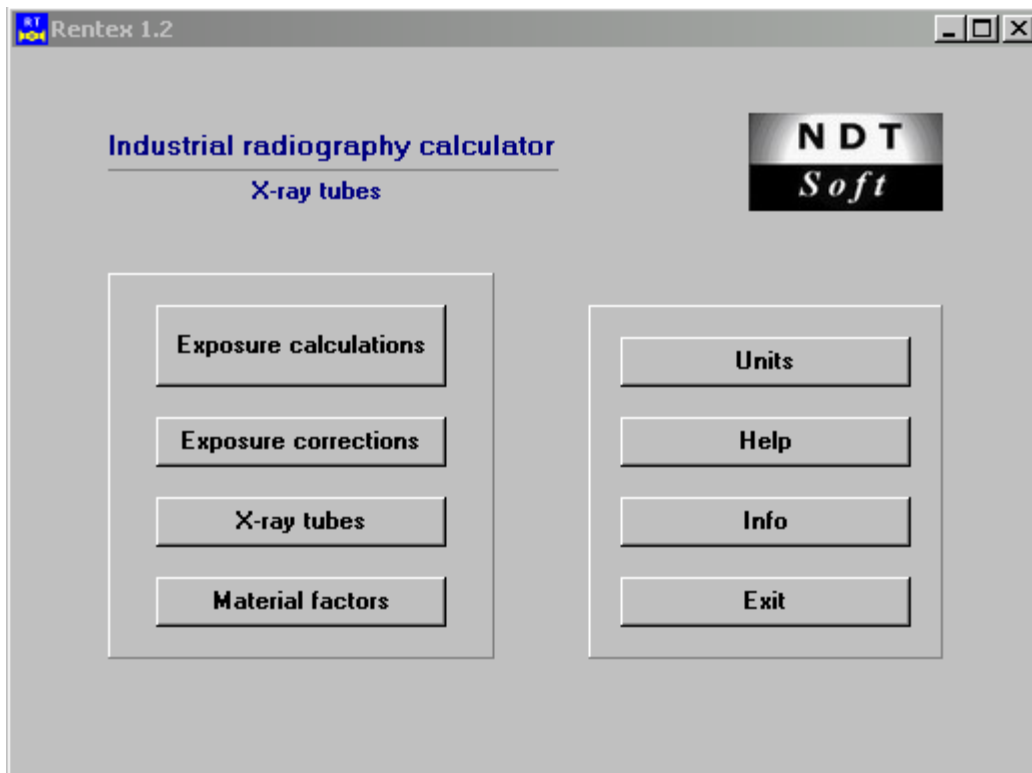 RT
Rentex 1.2
Industrial radiography calculator
X-ray tubes
NDT
Soft
Exposure calculations
Exposure corrections
X-ray tubes
Material factors
Units
Help
Info
Exit